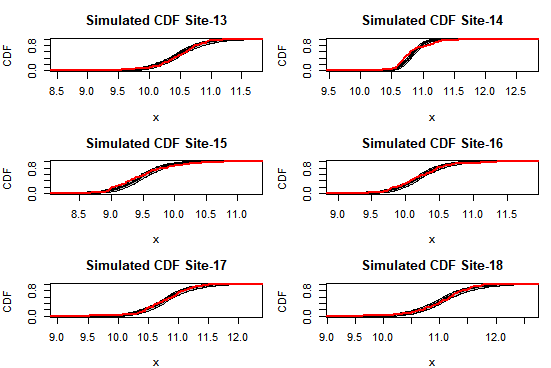 Simulated CDF Site-13
CDF
0.0 0.8
8.5 9.0 9.5 10.0 10.5 11.0 11.5
x
Simulated CDF Site-14
CDF
0.0 0.8
9.5 10.0 10.5 11.0 11.5 12.0 12.5
x
Simulated CDF Site-15
CDF
0.0 0.8
8.5 9.0 9.5 10.0 10.5 11.0
x
Simulated CDF Site-16
CDF
0.0 0.8
9.0 9.5 10.0 10.5 11.0 11.5
x
Simulated CDF Site-17
CDF
0.0 0.8
9.0 9.5 10.0 10.5 11.0 12.0
x
Simulated CDF Site-18
CDF
0.0 0.8
9.0 9.5 10.0 11.0 12.0
x